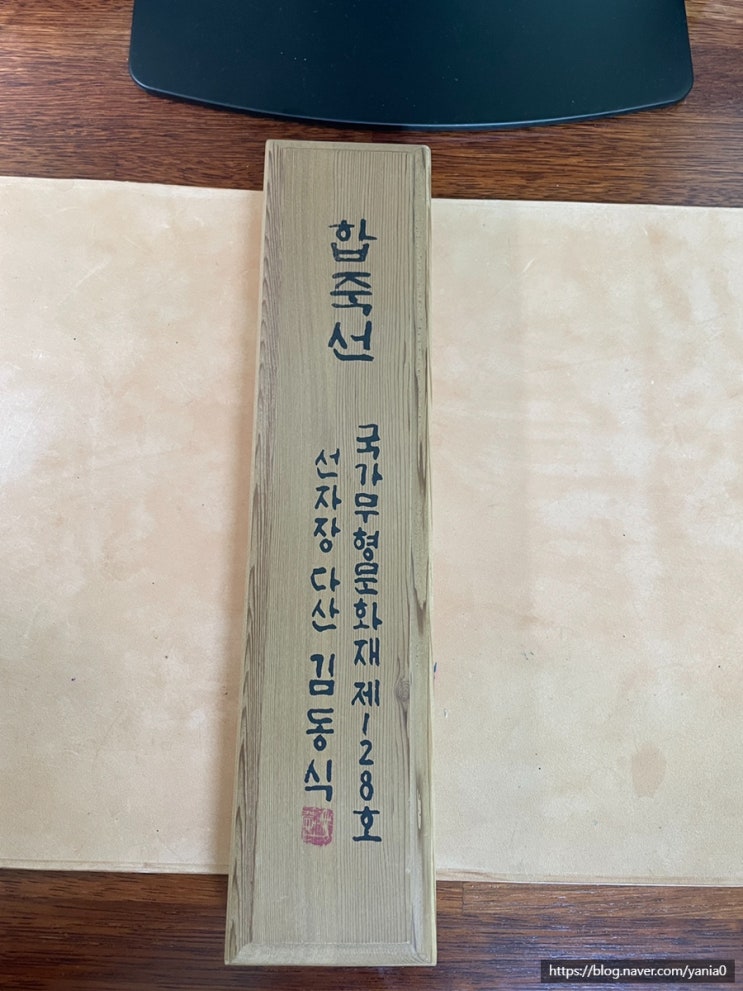 합죽선
국가무형문화재 제128호
선자장 다산 김동식
https://blog.naver.com/yania0